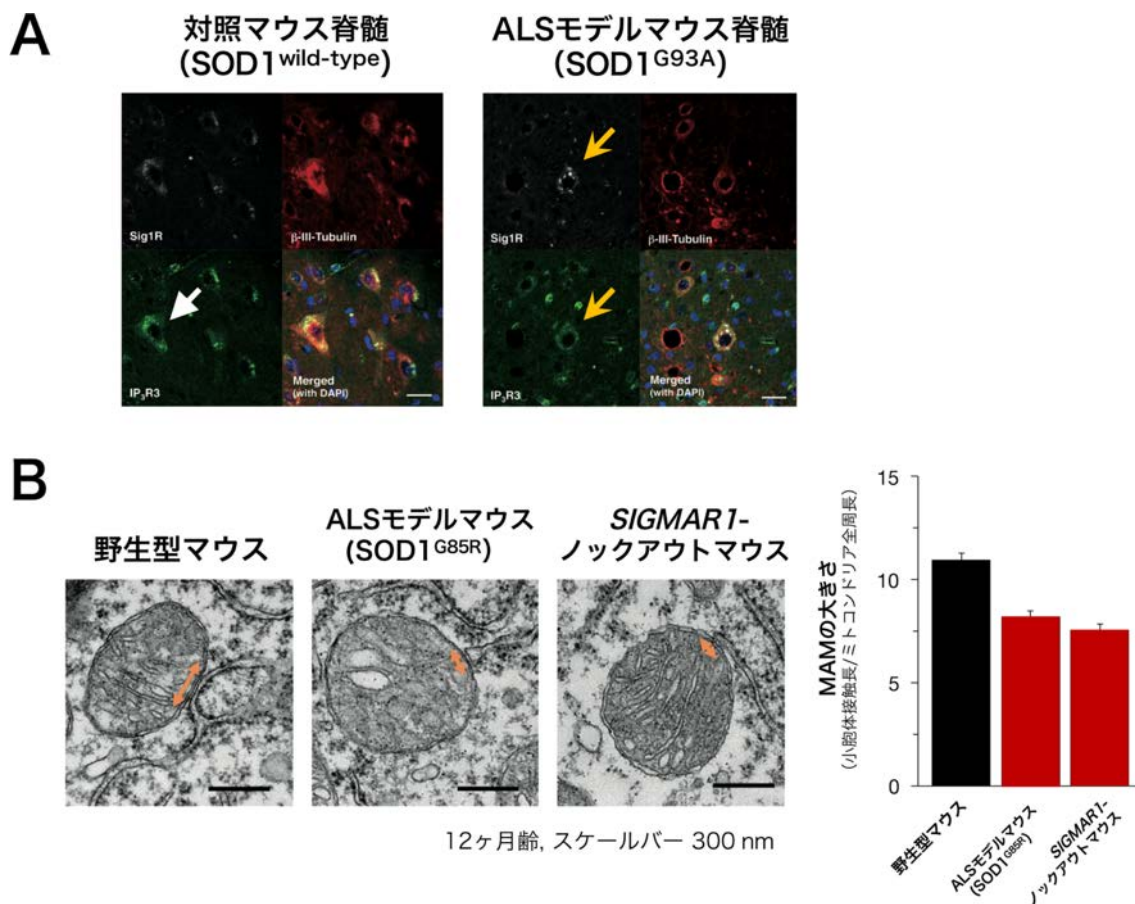 A
対照マウス脊髄
(SOD1wild-type)
ALSモデルマウス脊髄
(SOD1G93A)
Sig1R
β-III-Tubulin
IP3R3
Merged
(with DAPI)
Sig1R
β-III-Tubulin
IP3R3
Merged
(with DAPI)
B
野生型マウス
ALSモデルマウス
(SOD1G85R)
SIGMAR1-
ノックアウトマウス
12ヶ月齢, スケールバー 300 nm
MAMの大きさ
(小胞体接触長/ミトコンドリア全周長)
15
10
5
0
野生型マウス
ALSモデルマウス
(SOD1G85R)
SIGMAR1-
ノックアウトマウス